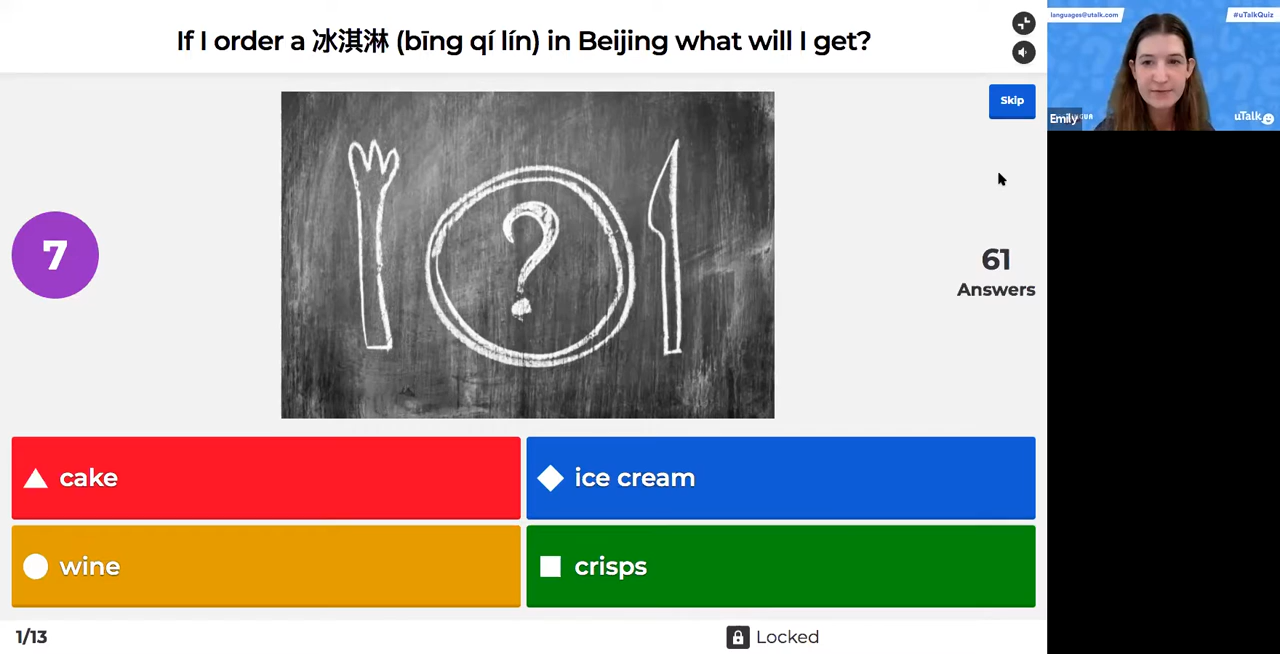 If I order a 冰淇淋 (bīng qí lín) in Beijing what will I get?
languages@utalk.com
#uTalkQuiz
Skip
Emily
uTalk
7
?
61
Answers
cake
ice cream
wine
crisps
1/13
Locked